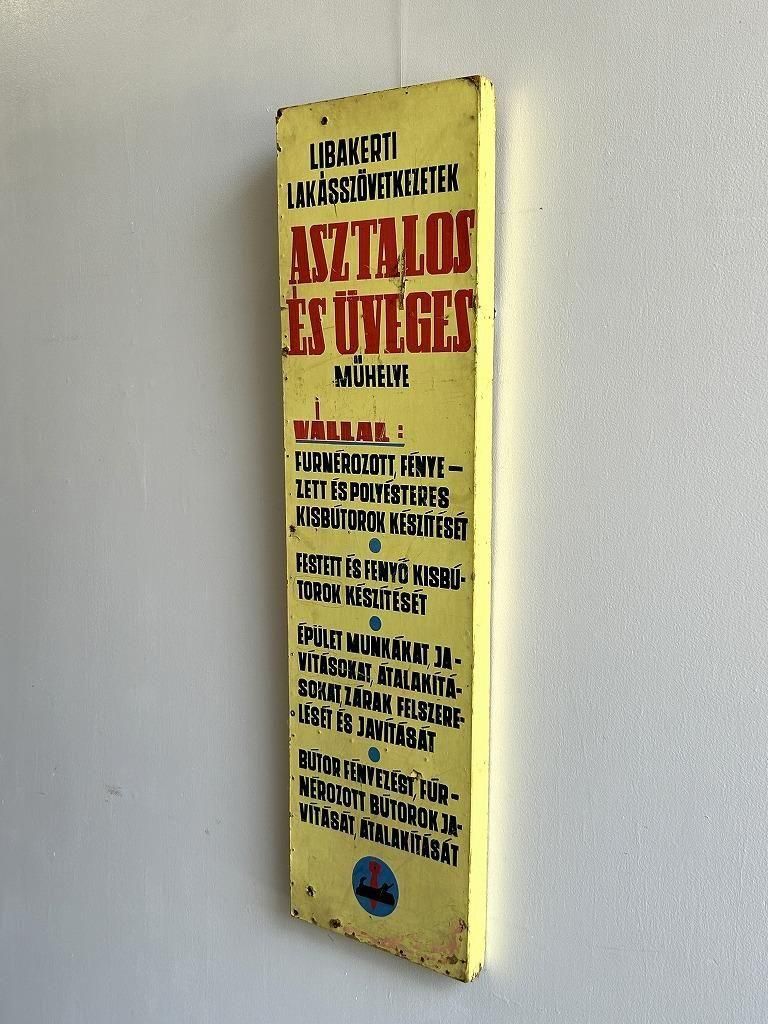 LIBAKERTI
LAKÁSSZÖVETKEZETEK
ASZTALOS
ÉS ÜVEGES
MŰHELYE
VÁLLAL :
FURNÉROZOTT, FÉNYE —
ZETT ÉS POLYÉSTERES
KISBÚTOROK KÉSZÍTÉSÉT
FESTETT ÉS FENYŐ KISBÚ-
TOROK KÉSZÍTÉSÉT
ÉPÜLET MUNKÁKAT, JA-
VÍTÁSOKAT, ÁTALAKÍTÁ-
SOKAT, ZÁRAK FELSZERE-
LÉSÉT ÉS JAVÍTÁSÁT
BÚTOR FÉNYEZÉST, FÚR-
NÉROZOTT BÚTOROK JA-
VÍTÁSÁT, ÁTALAKÍTÁSÁT